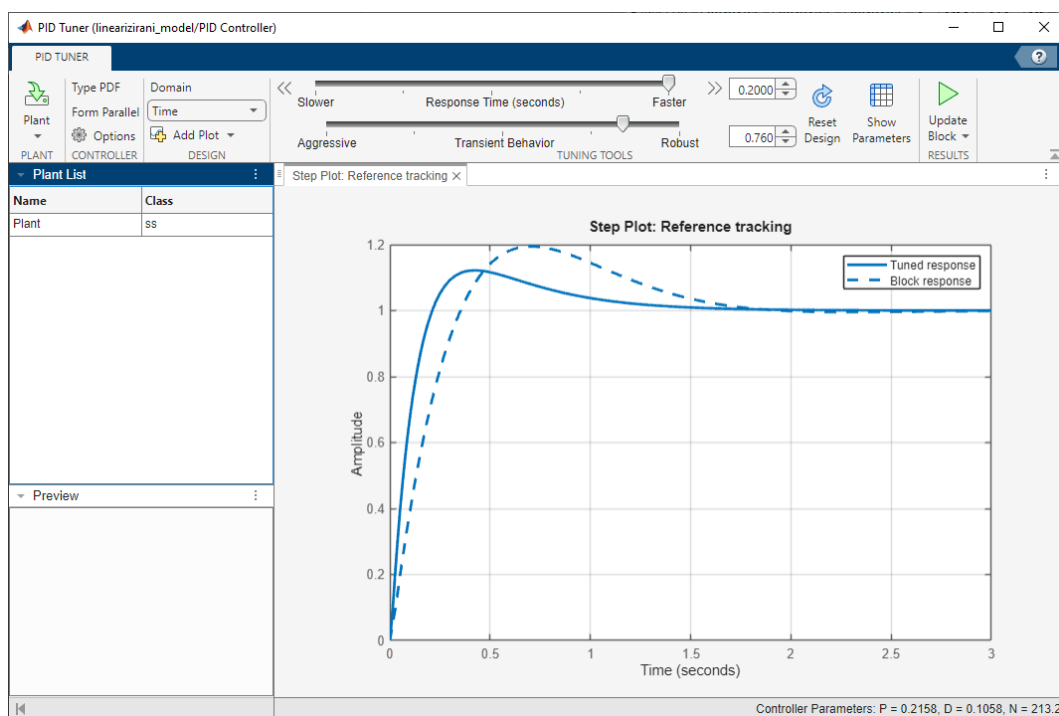 PID Tuner (linearizirani_model/PID Controller)
PID TUNER
?
Plant
Type PDF
Form Parallel
Options
Domain
Time
Add Plot
Slower Response Time (seconds) Faster
0.2000
Aggressive Transient Behavior Robust
0.760
Reset Design
Show Parameters
Update Block
PLANT CONTROLLER DESIGN TUNING TOOLS RESULTS
Plant List
Name Class
Plant ss
Preview
Step Plot: Reference tracking
Step Plot: Reference tracking
Tuned response
Block response
1.2
1
0.8
0.6
0.4
0.2
0
Amplitude
0 0.5 1 1.5 2 2.5 3
Time (seconds)
Controller Parameters: P = 0.2158, D = 0.1058, N = 213.2